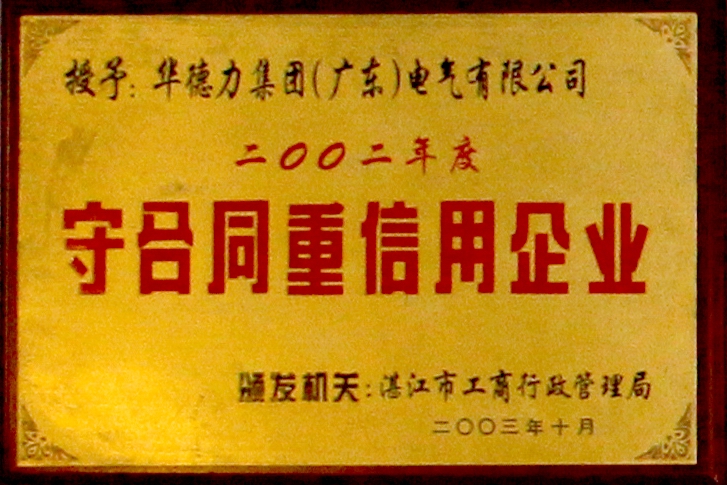 授予：华德力集团（广东）电气有限公司
二〇〇二年度
守合同重信用企业
颁发机关：湛江市工商行政管理局
二〇〇三年十月